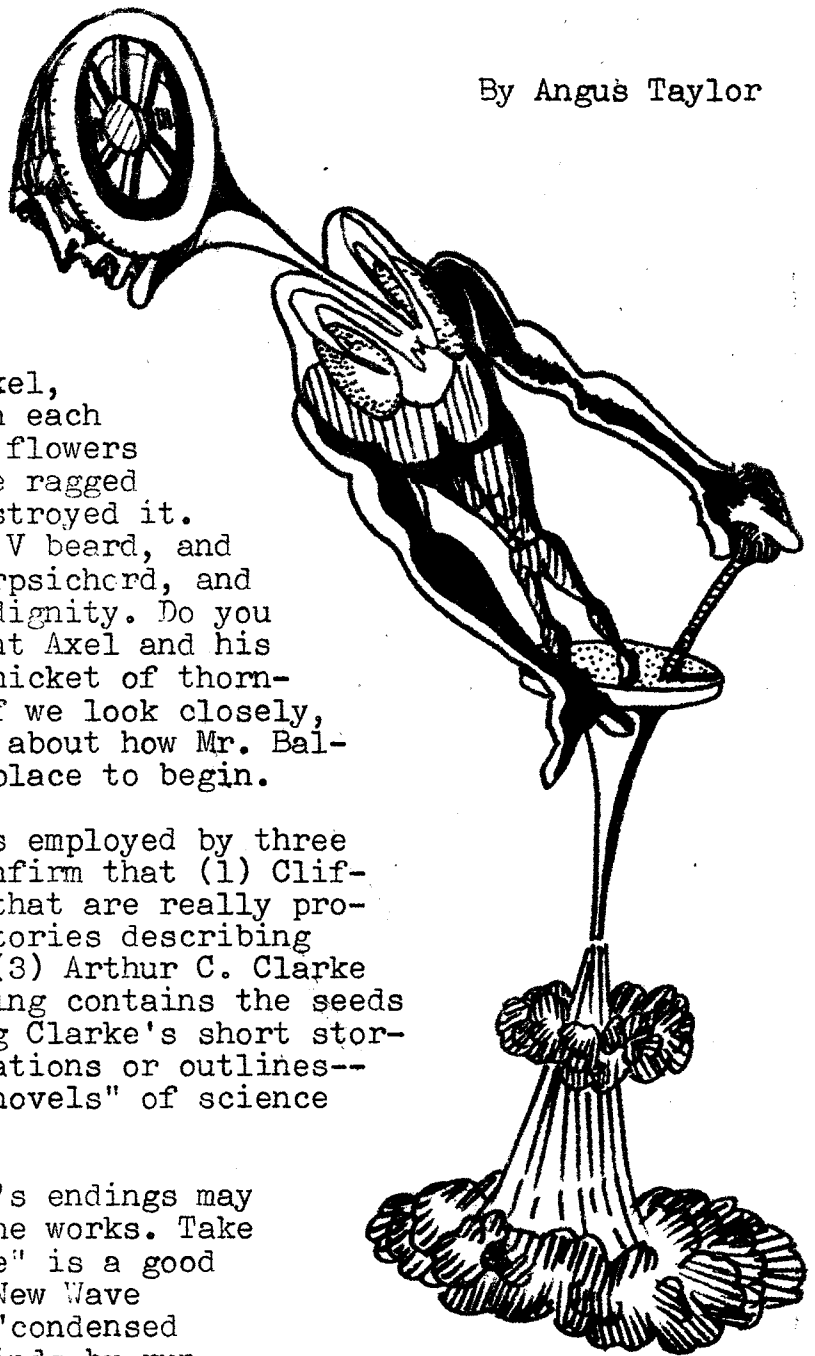 By Angus Taylor
xel,
n each
flowers
e ragged
stroyed it.
V beard, and
rpsichord, and
dignity. Do you
at Axel and his
hicket of thorn-
f we look closely,
about how Mr. Bal-
place to begin.
s employed by three
nfirm that (1) Clif-
that are really pro-
tories describing
(3) Arthur C. Clarke
ing contains the seeds
g Clarke's short stor-
ations or outlines--
novels" of science
's endings may
he works. Take
e" is a good
New Wave
"condensed